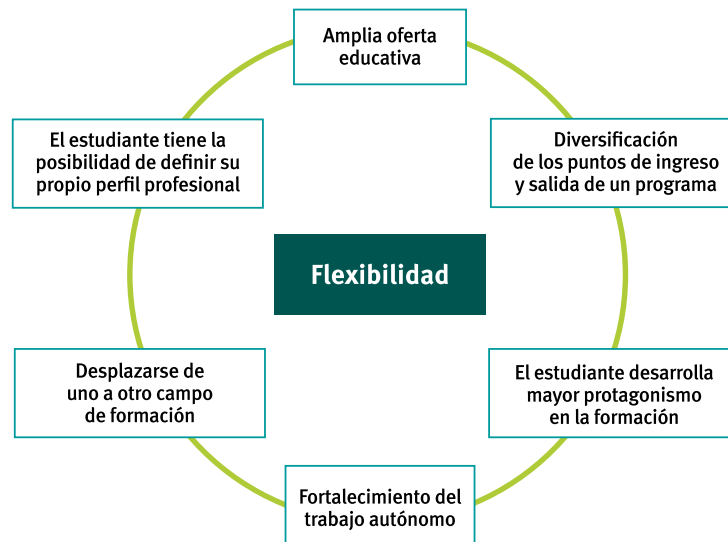 Amplia oferta
educativa
El estudiante tiene la
posibilidad de definir su
propio perfil profesional
Diversificación
de los puntos de ingreso
y salida de un programa
Flexibilidad
Desplazarse de
uno a otro campo
de formación
El estudiante desarrolla
mayor protagonismo
en la formación
Fortalecimiento del
trabajo autónomo